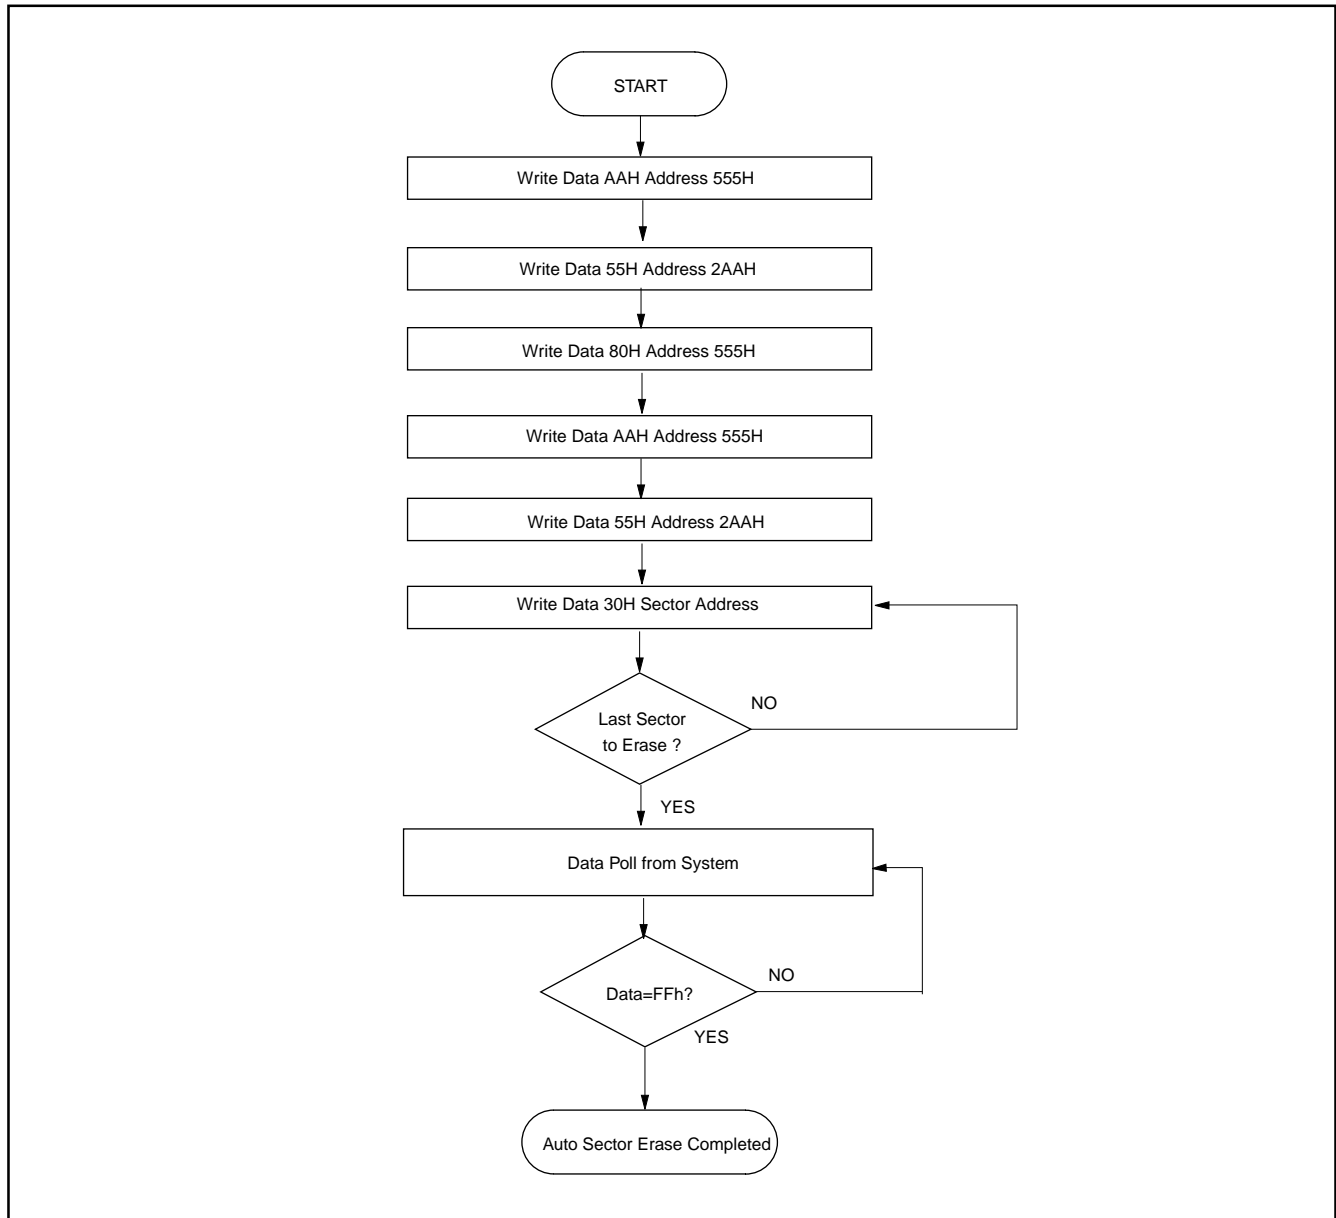 START
Write Data AAH Address 555H
Write Data 55H Address 2AAH
Write Data 80H Address 555H
Write Data AAH Address 555H
Write Data 55H Address 2AAH
Write Data 30H Sector Address
NO
Last Sector
to Erase ?
YES
Data Poll from System
NO
Data=FFh?
YES
Auto Sector Erase Completed